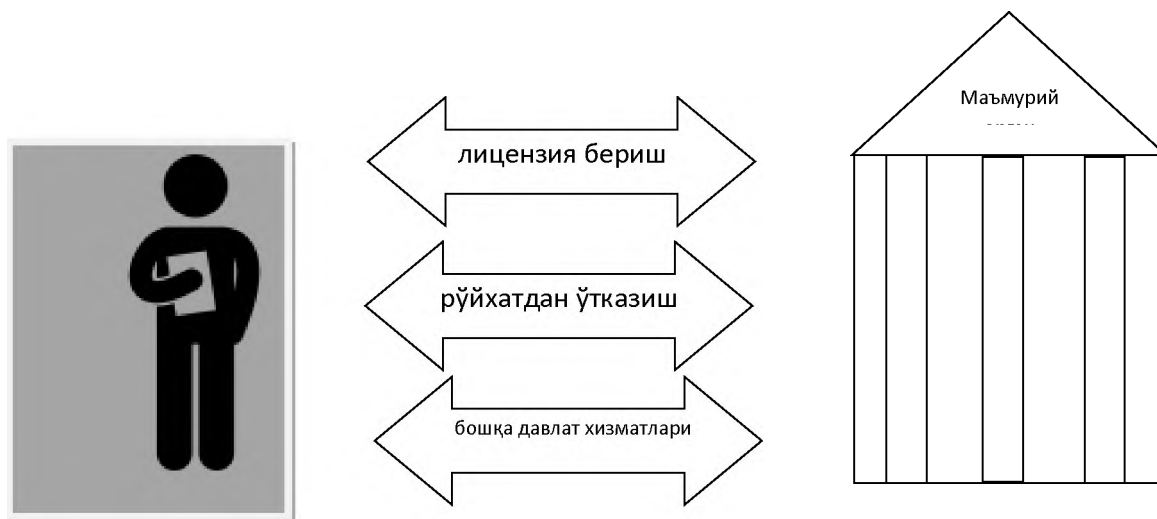 Маъмурий
лицензия бериш
рўйхатдан ўтказиш
бошқа давлат хизматлари